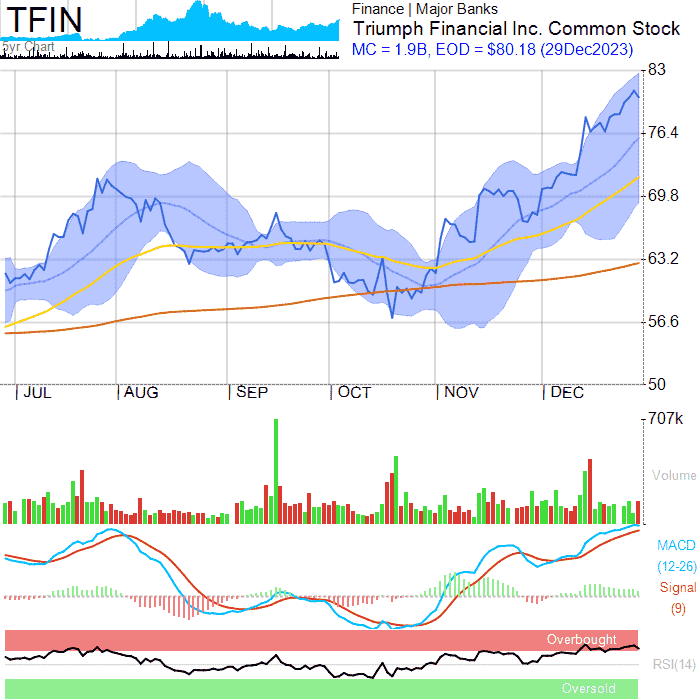 TFIN
5yr Chart
Finance | Major Banks
Triumph Financial Inc. Common Stock
MC = 1.9B, EOD = $80.18 (29Dec2023)
83
76.4
69.8
63.2
56.6
50
JUL AUG SEP OCT NOV DEC
707k
Volume
MACD
(12-26)
Signal
(9)
Overbought
RSI(14)
Oversold